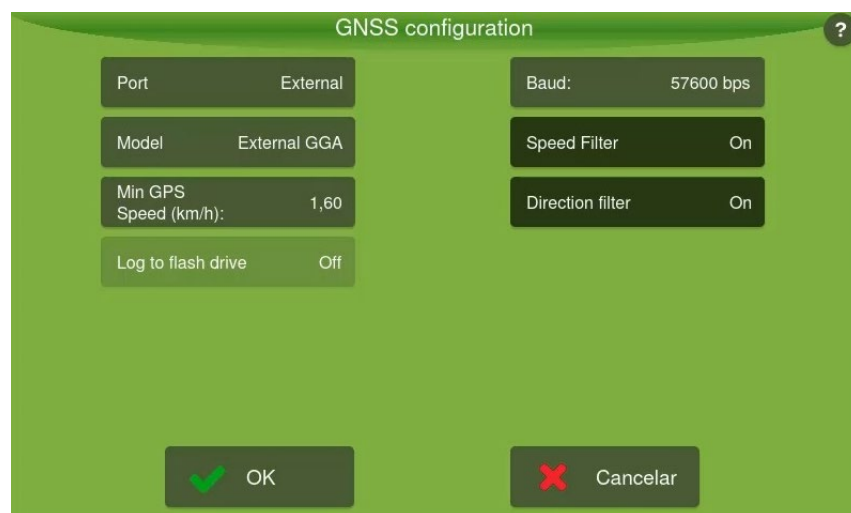 GNSS configuration
?
Port External
Baud: 57600 bps
Model External GGA
Speed Filter On
Min GPS
Speed (km/h): 1,60
Direction filter On
Log to flash drive Off
OK
Cancelar